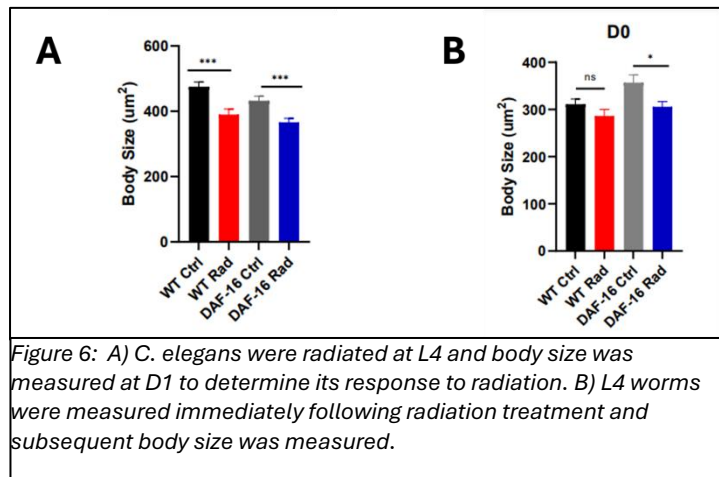 A
600
400
200
0
Body Size (um²)
***
***
WT Ctrl
WT Rad
DAF-16 Ctrl
DAF-16 Rad
B
D0
400
300
200
100
0
Body Size (um²)
ns
*
WT Ctrl
WT Rad
DAF-16 Ctrl
DAF-16 Rad
Figure 6: A) C. elegans were radiated at L4 and body size was
measured at D1 to determine its response to radiation. B) L4 worms
were measured immediately following radiation treatment and
subsequent body size was measured.